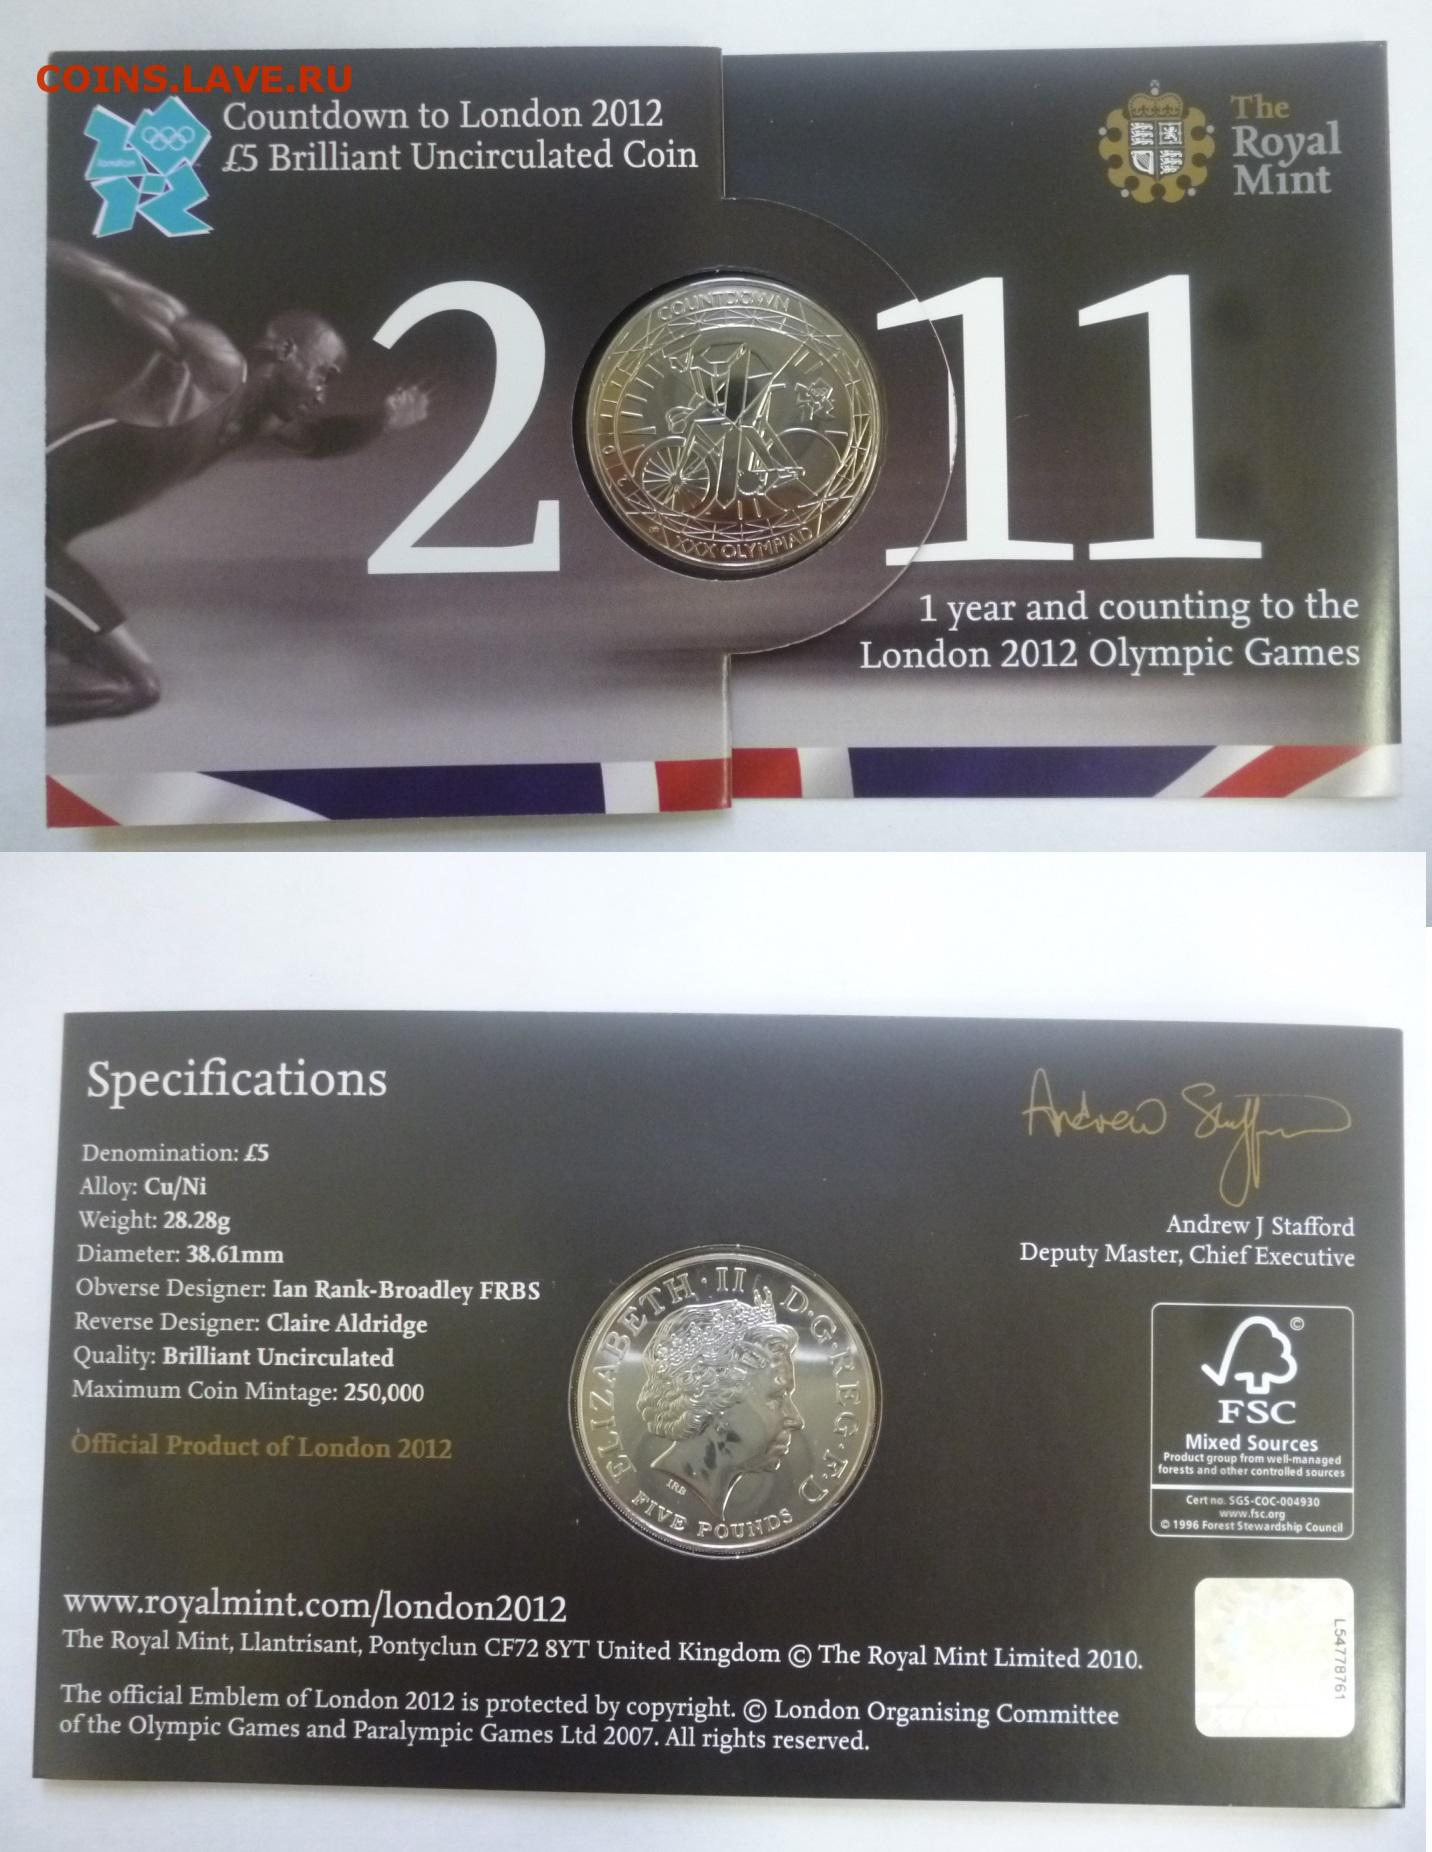 COINS.LAVE.RU
Countdown to London 2012
£5 Brilliant Uncirculated Coin
london
The
Royal
Mint
2 11
COUNTDOWN
2011
XXX OLYMPIAD
1 year and counting to the
London 2012 Olympic Games
Specifications
Denomination: £5
Alloy: Cu/Ni
Weight: 28.28g
Diameter: 38.61mm
Obverse Designer: Ian Rank-Broadley FRBS
Reverse Designer: Claire Aldridge
Quality: Brilliant Uncirculated
Maximum Coin Mintage: 250,000
Official Product of London 2012
Andrew Stafford
Andrew J Stafford
Deputy Master, Chief Executive
ELIZABETH·II D·G·REG·F·D
IRB
FIVE POUNDS
©
FSC
Mixed Sources
Product group from well-managed
forests and other controlled sources
Cert no. SGS-COC-004930
www.fsc.org
© 1996 Forest Stewardship Council
www.royalmint.com/london2012
The Royal Mint, Llantrisant, Pontyclun CF72 8YT United Kingdom © The Royal Mint Limited 2010.
The official Emblem of London 2012 is protected by copyright. © London Organising Committee
of the Olympic Games and Paralympic Games Ltd 2007. All rights reserved.
L54778761